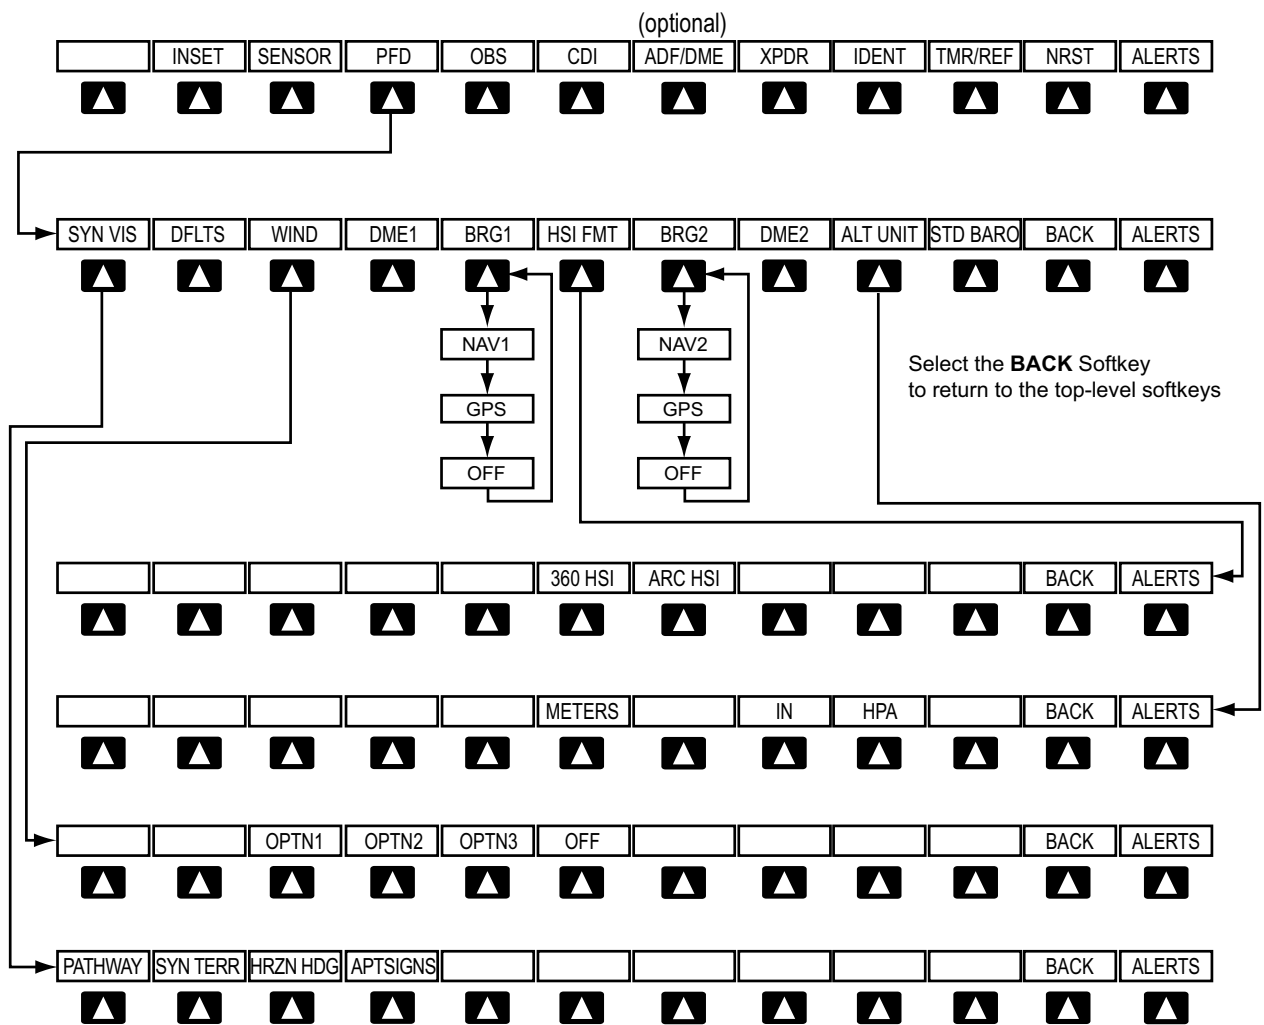 (optional)
INSET SENSOR PFD OBS CDI ADF/DME XPDR IDENT TMR/REF NRST ALERTS
SYN VIS DFLTS WIND DME1 BRG1 HSI FMT BRG2 DME2 ALT UNIT STD BARO BACK ALERTS
NAV1 NAV2
Select the BACK Softkey
to return to the top-level softkeys
GPS GPS
OFF OFF
360 HSI ARC HSI BACK ALERTS
METERS IN HPA BACK ALERTS
OPTN1 OPTN2 OPTN3 OFF BACK ALERTS
PATHWAY SYN TERR HRZN HDG APTSIGNS BACK ALERTS